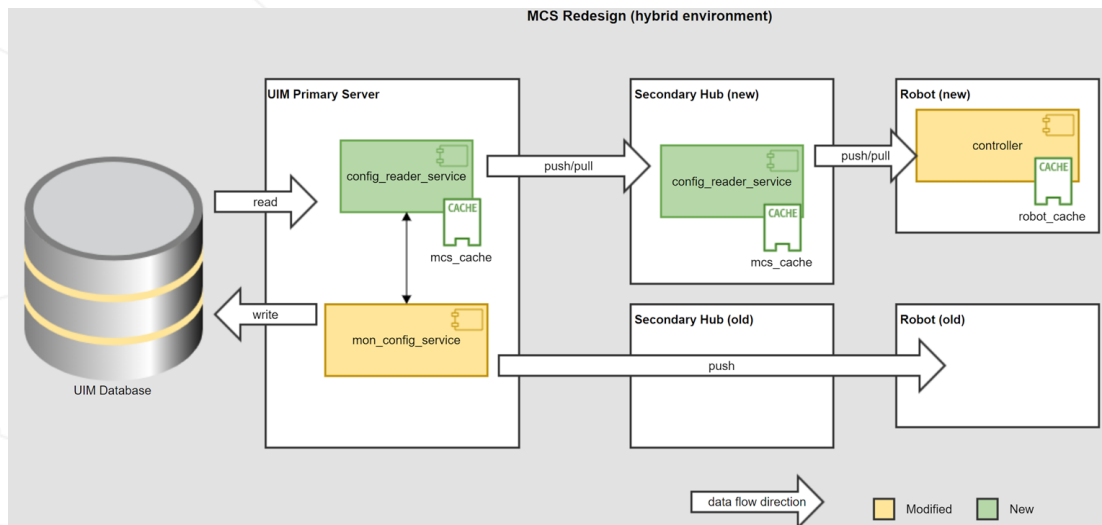 MCS Redesign (hybrid environment)
UIM Primary Server
Secondary Hub (new)
Robot (new)
config_reader_service
CACHE
mcs_cache
push/pull
config_reader_service
CACHE
mcs_cache
push/pull
controller
CACHE
robot_cache
read
write
UIM Database
mon_config_service
Secondary Hub (old)
Robot (old)
push
data flow direction
Modified
New